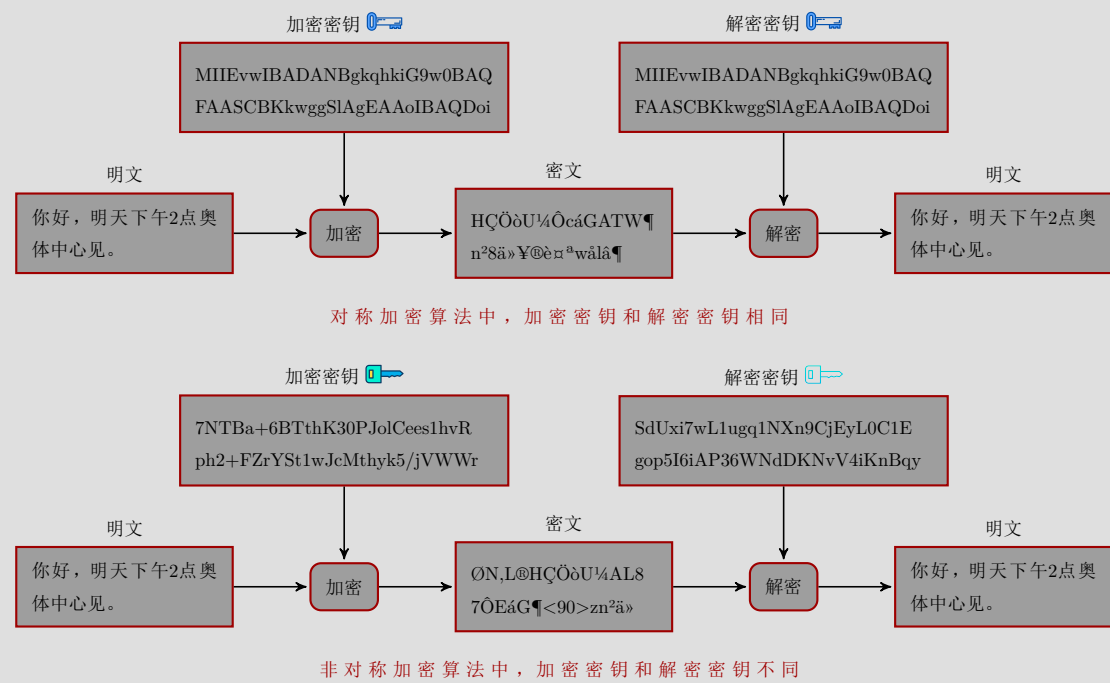 加密密钥
解密密钥
MIIEvwIBADANBgkqhkiG9w0BAQ
FAASCBKkwggSlAgEAAoIBAQDoi
MIIEvwIBADANBgkqhkiG9w0BAQ
FAASCBKkwggSlAgEAAoIBAQDoi
明文
你好，明天下午2点奥
体中心见。
加密
密文
HÇÖòU¼ÔcáGATW¶
n²8ä»¥®è¤ªwålâ¶
解密
明文
你好，明天下午2点奥
体中心见。
对称加密算法中，加密密钥和解密密钥相同
加密密钥
解密密钥
7NTBa+6BTthK30PJolCees1hvR
ph2+FZrYSt1wJcMthyk5/jVWWr
SdUxi7wL1ugq1NXn9CjEyL0C1E
gop5I6iAP36WNdDKNvV4iKnBqy
明文
你好，明天下午2点奥
体中心见。
加密
密文
ØN,L®HÇÖòU¼AL8
7ÔEáG¶<90>zn²ä»
解密
明文
你好，明天下午2点奥
体中心见。
非对称加密算法中，加密密钥和解密密钥不同